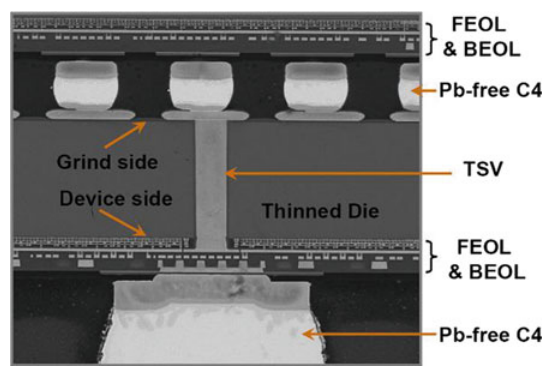 FEOL
& BEOL
Pb-free C4
Grind side
TSV
Device side
Thinned Die
FEOL
& BEOL
Pb-free C4